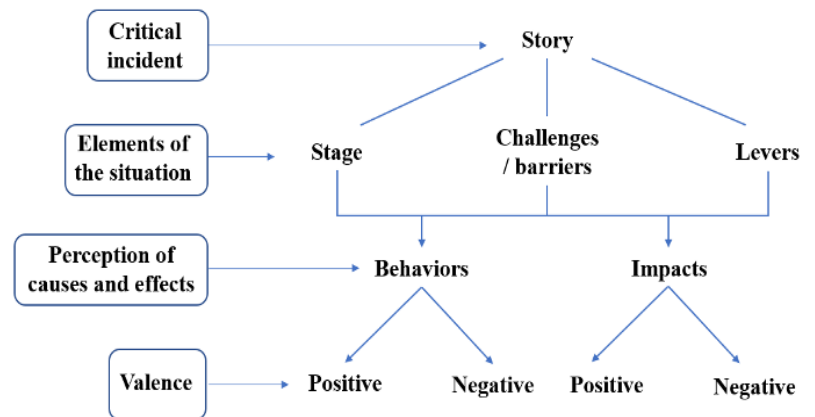 Critical
incident
Story
Elements of
the situation
Stage
Challenges
/ barriers
Levers
Perception of
causes and effects
Behaviors
Impacts
Valence
Positive
Negative
Positive
Negative